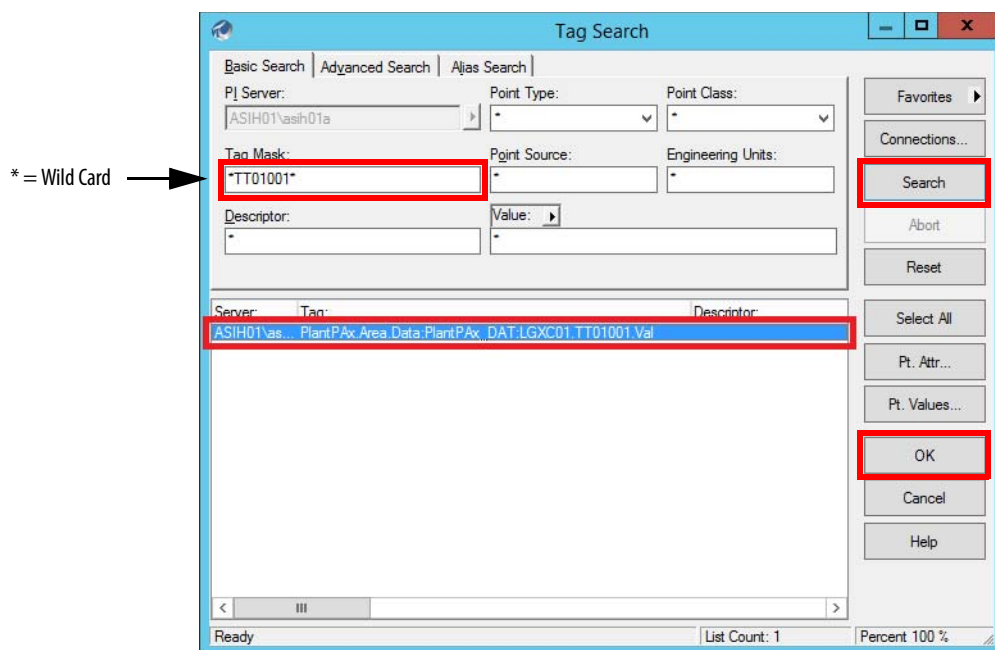 Tag Search
Basic Search Advanced Search Alias Search
PI Server: Point Type: Point Class:
ASIH01\asih01a * *
Tag Mask: Point Source: Engineering Units:
* = Wild Card
*TT01001* * *
Descriptor: Value:
* *
Favorites
Connections...
Search
Abort
Reset
Server: Tag: Descriptor:
ASIH01\as... PlantPAx.Area.Data:PlantPAx_DAT:LGXC01.TT01001.Val
Select All
Pt. Attr...
Pt. Values...
OK
Cancel
Help
Ready List Count: 1 Percent 100 %